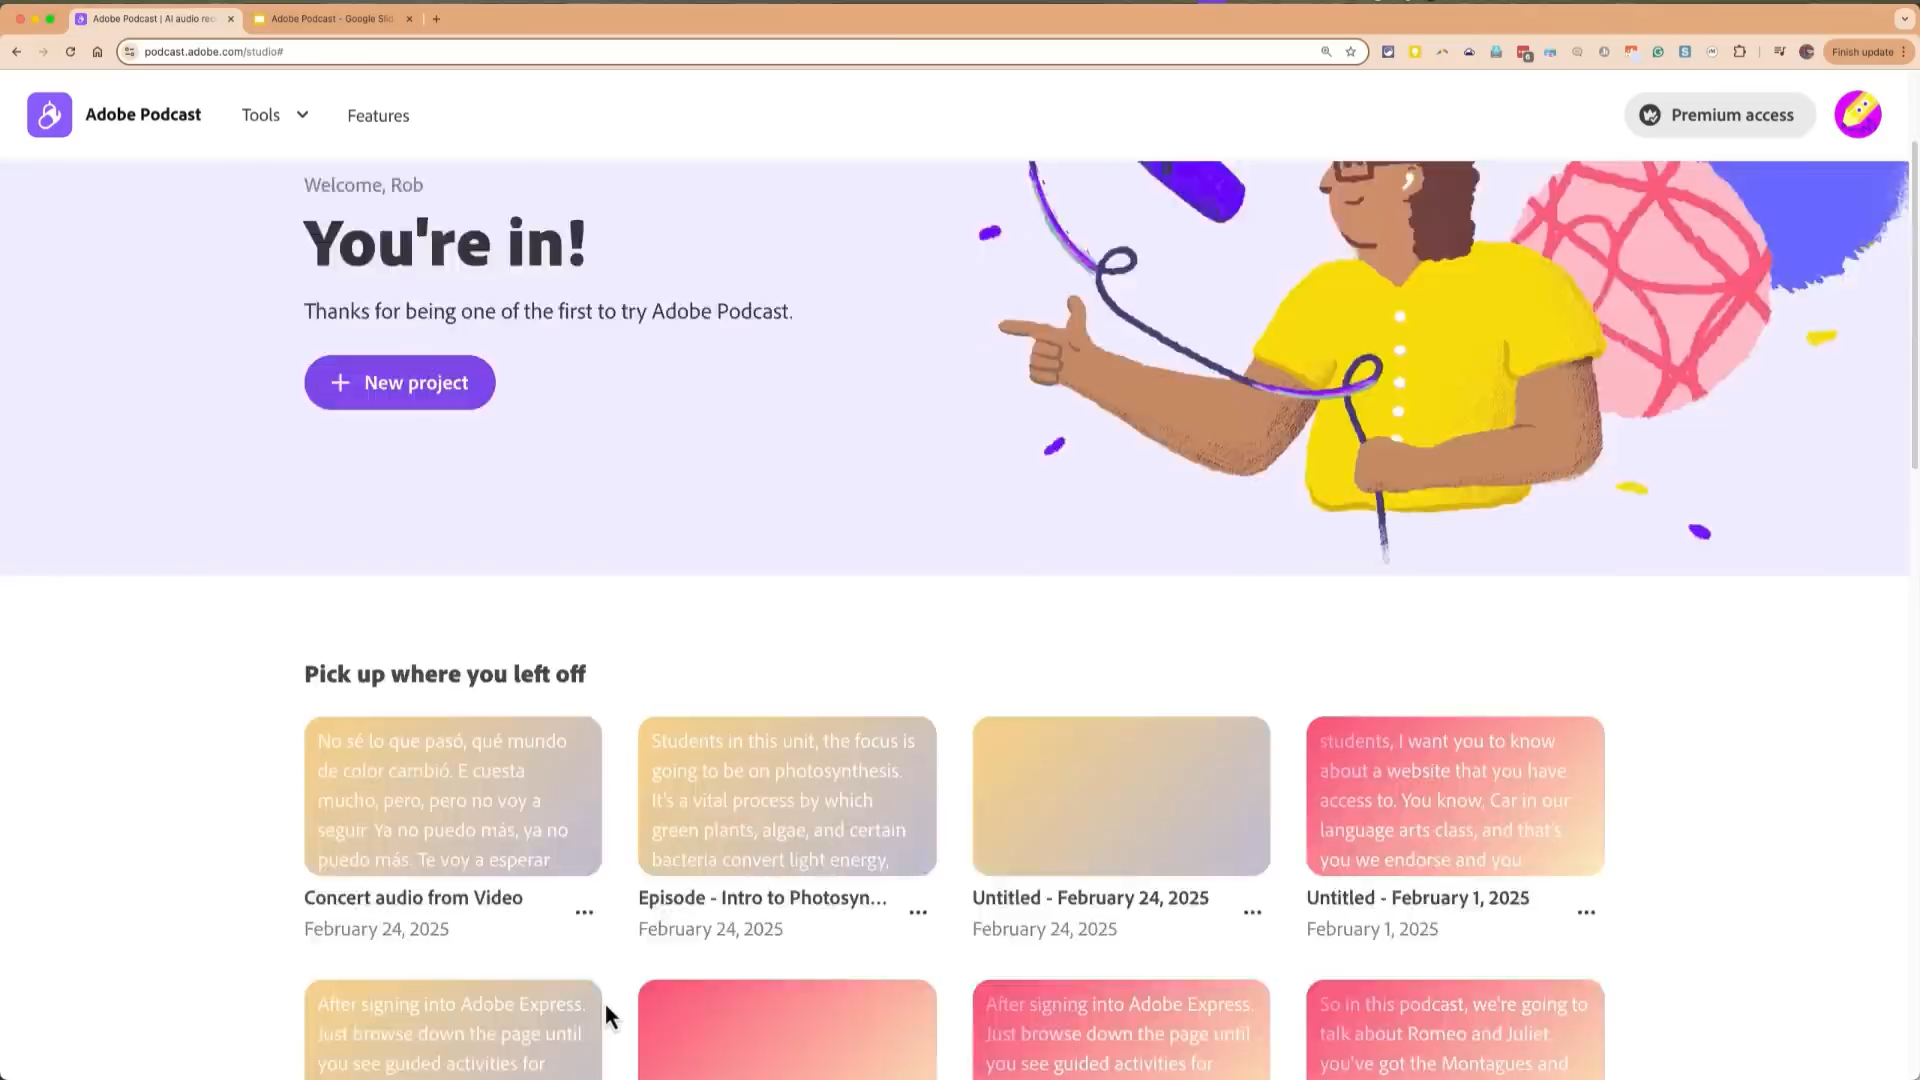 Adobe Podcast | AI audio rec
Adobe Podcast - Google Slid
podcast.adobe.com/studio#
Finish update
Adobe Podcast
Tools
Features
Premium access
Welcome, Rob
You're in!
Thanks for being one of the first to try Adobe Podcast.
+ New project
Pick up where you left off
No sé lo que pasó, qué mundo
de color cambió. E cuesta
mucho, pero, pero no voy a
seguir. Ya no puedo más, ya no
puedo más. Te voy a esperar
Concert audio from Video
February 24, 2025
Students in this unit, the focus is
going to be on photosynthesis.
It's a vital process by which
green plants, algae, and certain
bacteria convert light energy,
Episode - Intro to Photosyn...
February 24, 2025
Untitled - February 24, 2025
February 24, 2025
students, I want you to know
about a website that you have
access to. You know, Car in our
language arts class, and that's
you we endorse and you
Untitled - February 1, 2025
February 1, 2025
After signing into Adobe Express.
Just browse down the page until
you see guided activities for
After signing into Adobe Express.
Just browse down the page until
you see guided activities for
So in this podcast, we're going to
talk about Romeo and Juliet.
you've got the Montagues and